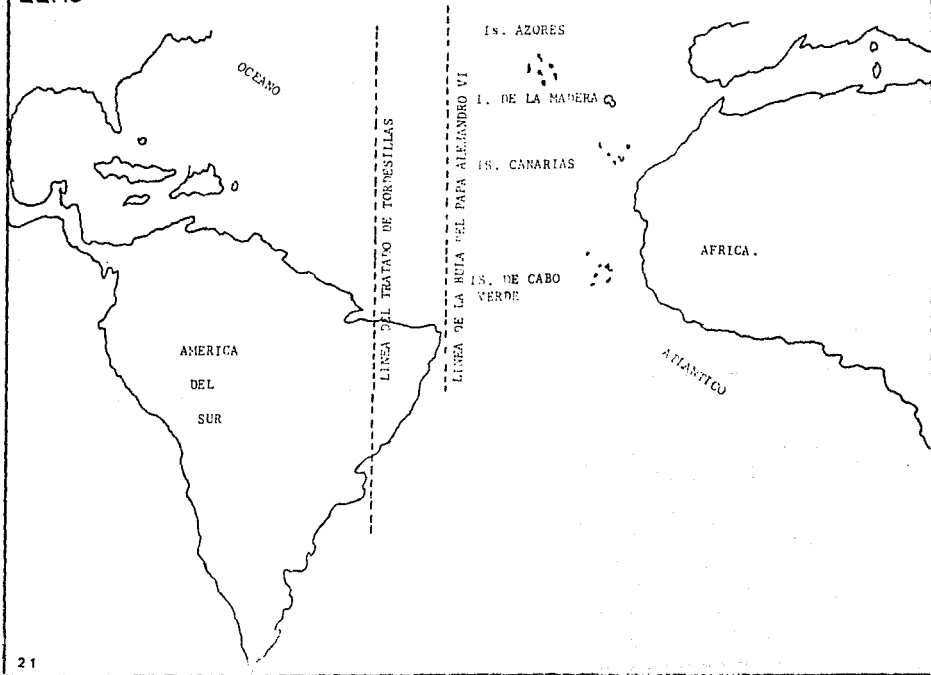 Is. AZORES
OCEANO
I. DE LA MADERA
IS. CANARIAS
LINEA DEL TRATADO DE TORDESILLAS
LINEA DE LA BULA DEL PAPA ALEJANDRO VI
AFRICA.
IS. DE CABO
VERDE
AMERICA
DEL
SUR
ATLANTICO
21